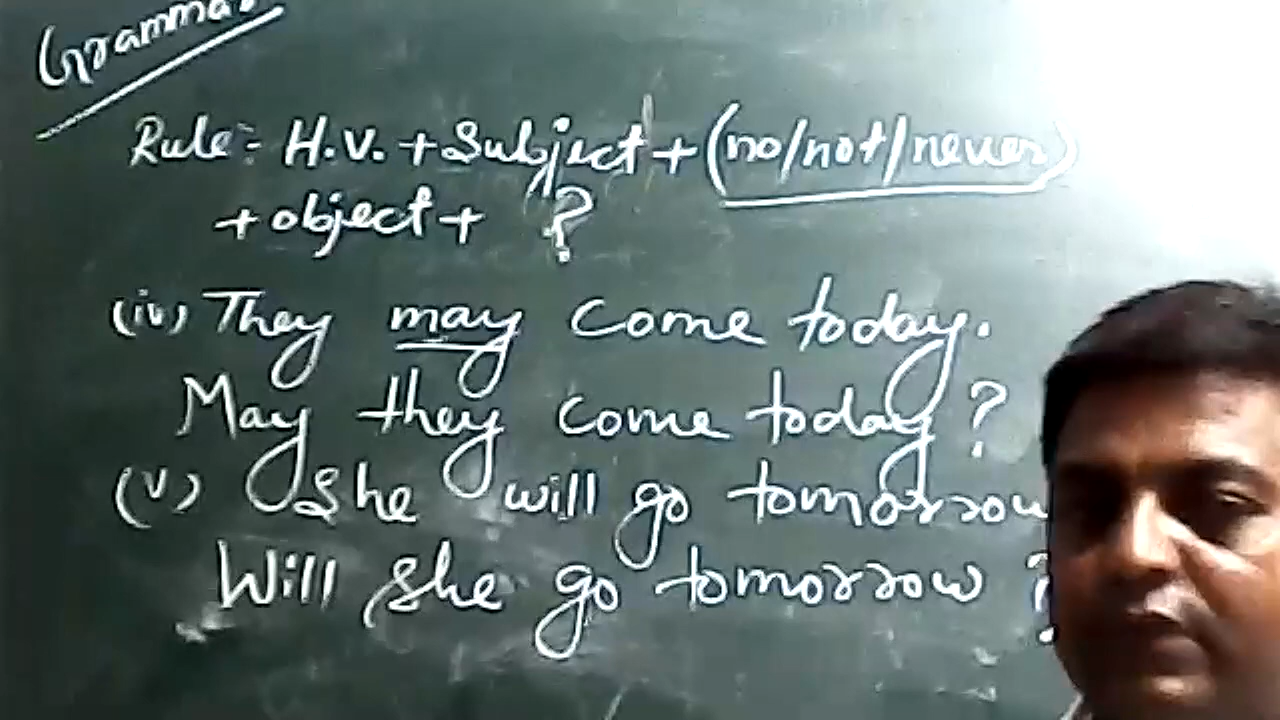 Grammar
Rule:- H.V. + Subject + (no/not/never)
+ object + ?
(iv) They may come today.
May they come today ?
(v) She will go tomorrow
Will she go tomorrow ?